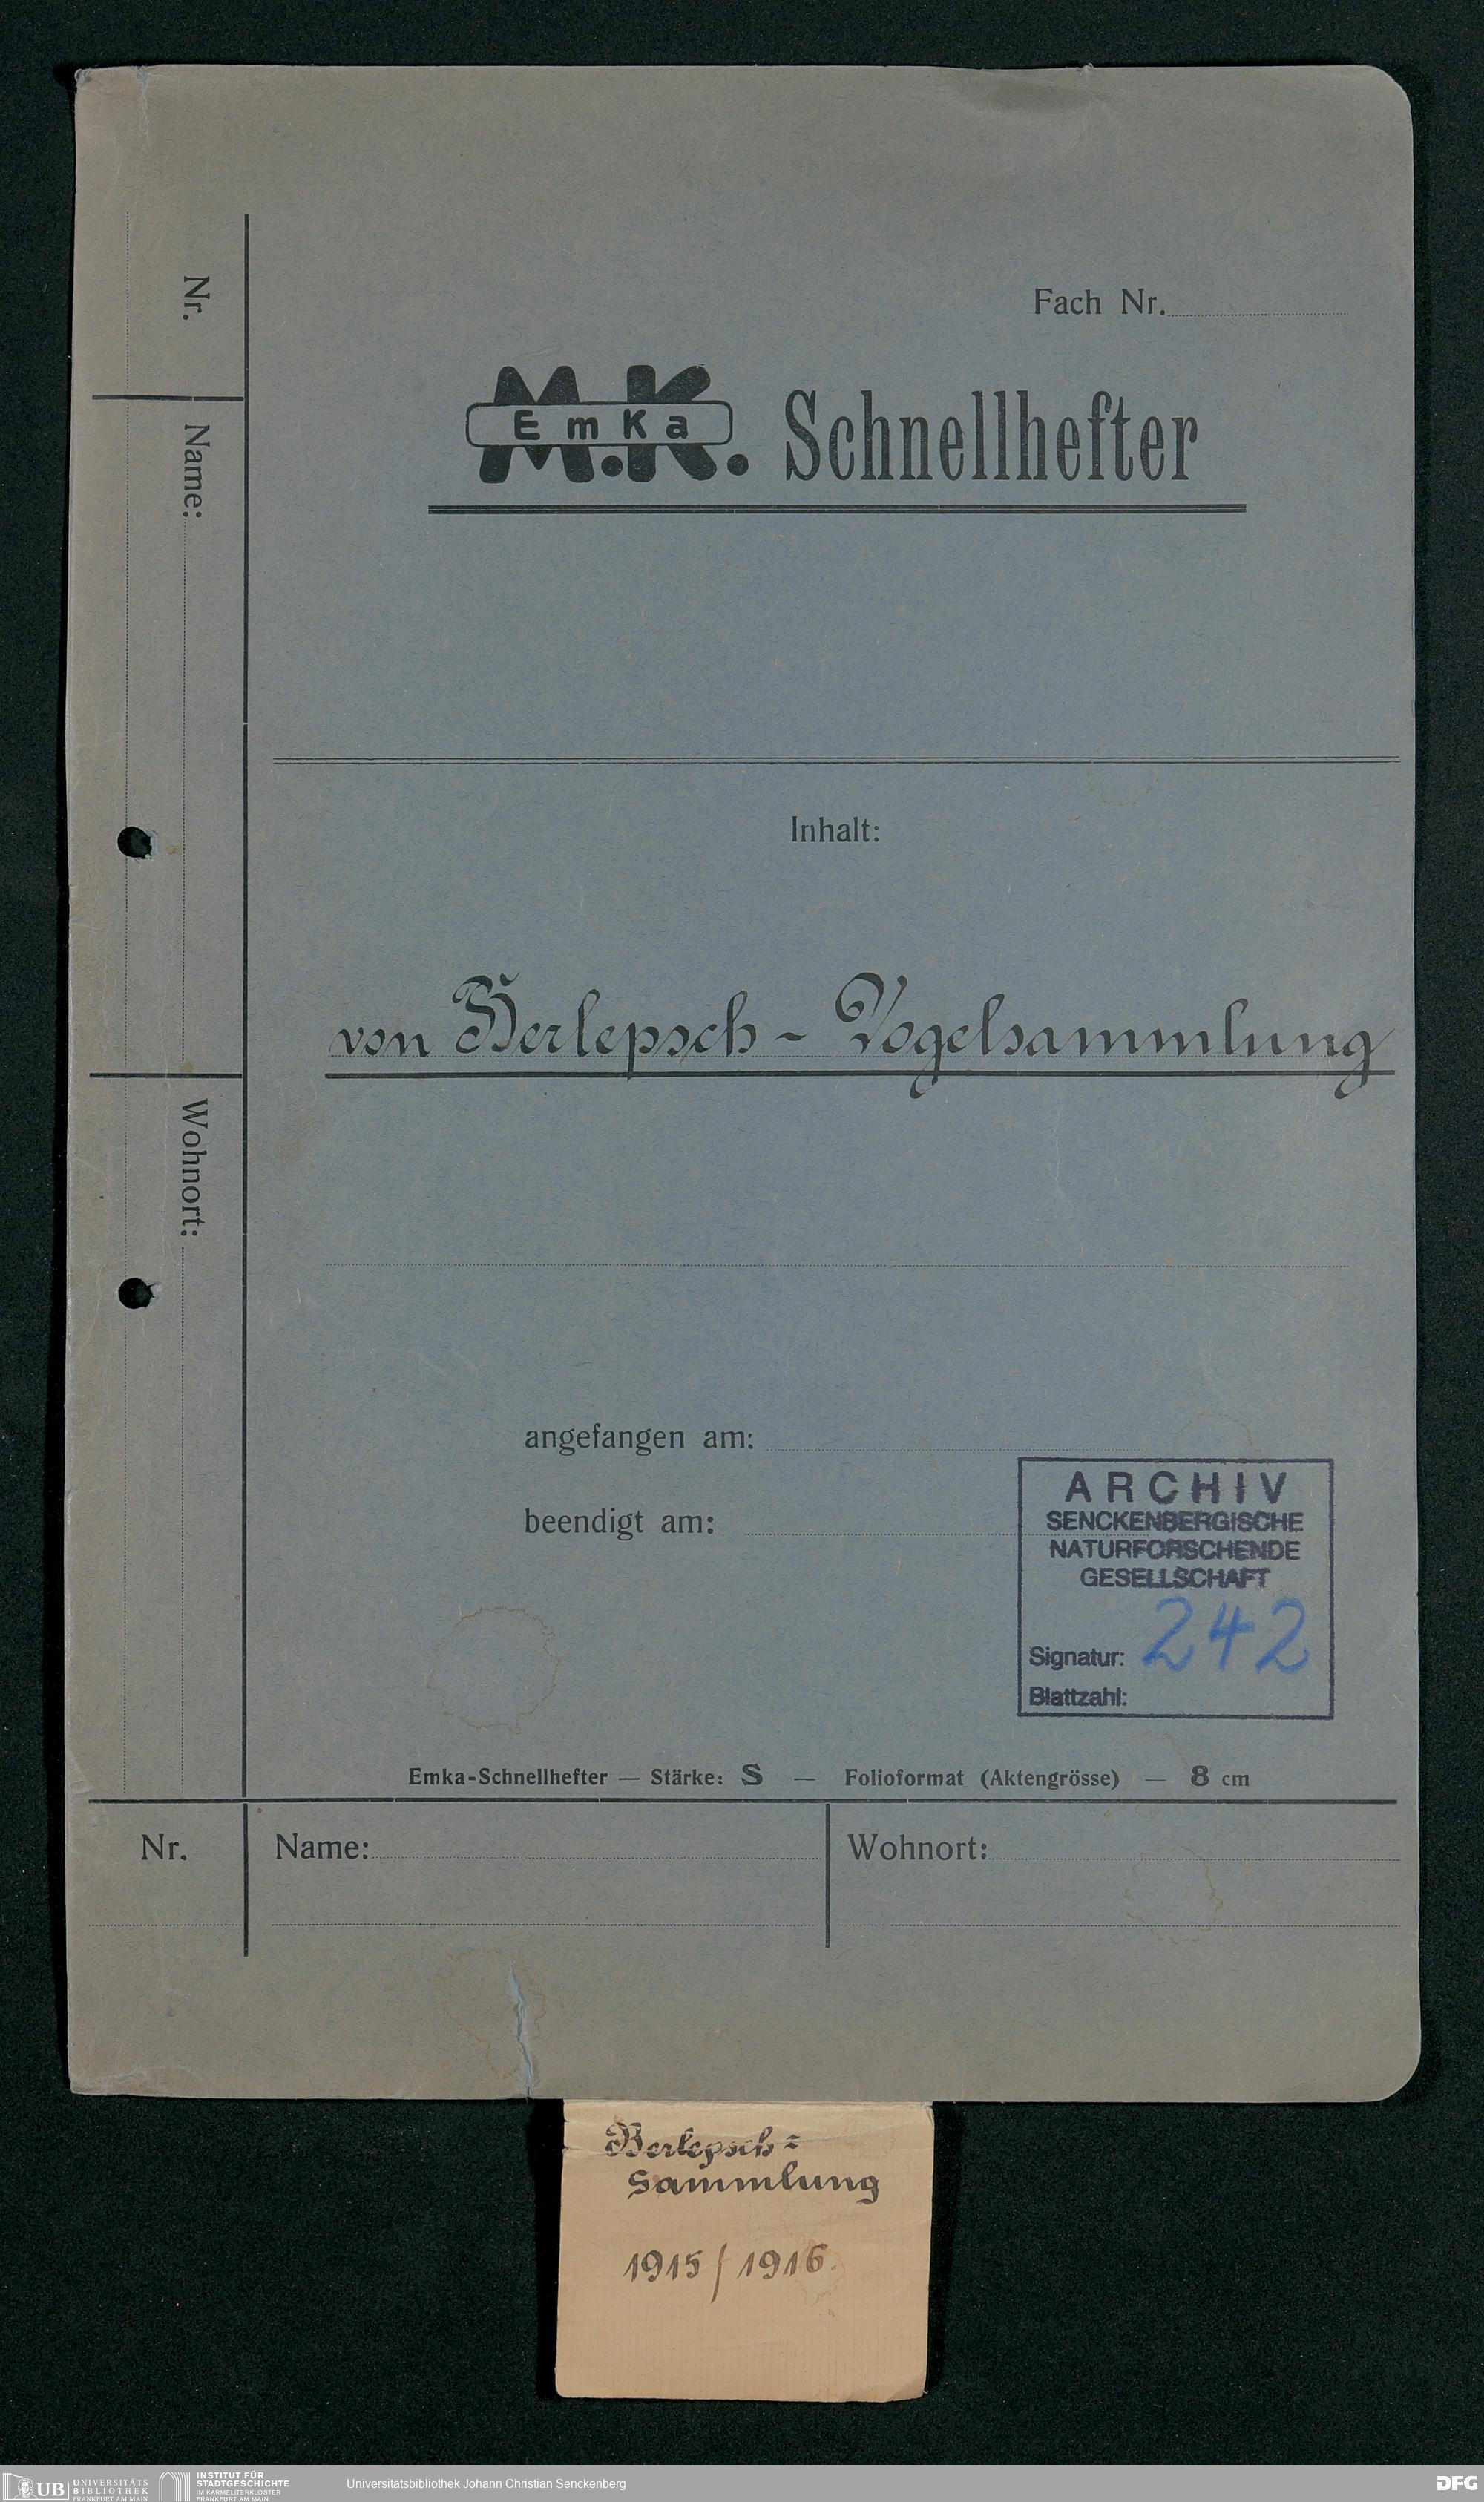 Nr.
Name:
Wohnort:
Fach Nr.
M.K.
EmKa
Schnellhefter
Inhalt:
von Berlepsch - Vogelsammlung
angefangen am:
beendigt am:
ARCHIV
SENCKENBERGISCHE
NATURFORSCHENDE
GESELLSCHAFT
Signatur: 242
Blattzahl:
Emka-Schnellhefter — Stärke: S — Folioformat (Aktengrösse) — 8 cm
Nr. Name: Wohnort:
Berlepsch=
Sammlung
1915/1916.
UB UNIVERSITÄTS
BIBLIOTHEK
FRANKFURT AM MAIN
INSTITUT FÜR
STADTGESCHICHTE
IM KARMELITERKLOSTER
FRANKFURT AM MAIN
Universitätsbibliothek Johann Christian Senckenberg
DFG